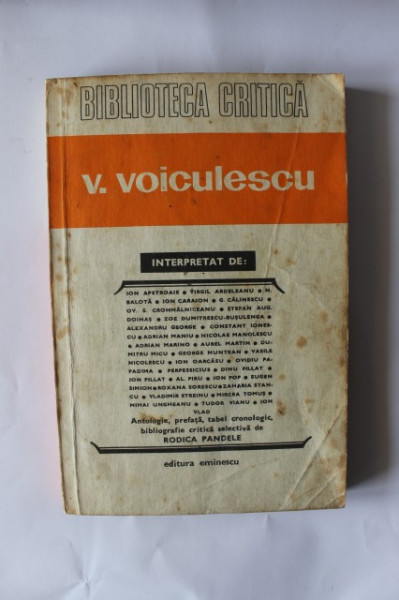 BIBLIOTECA CRITICĂ
v. voiculescu
INTERPRETAT DE:
ION APETROAIE • VIRGIL ARDELEANU • N.
BALOTĂ • ION CARAION • G. CĂLINESCU •
OV. S. CROHMĂLNICEANU • ȘTEFAN AUG.
DOINAȘ • ZOE DUMITRESCU-BUȘULENGA •
ALEXANDRU GEORGE • CONSTANT IONES-
CU • ADRIAN MANIU • NICOLAE MANOLESCU
• ADRIAN MARINO • AUREL MARTIN • DU-
MITRU MICU • GEORGE MUNTEAN • VASILE
NICOLESCU • ION OARCĂSU • OVIDIU PA-
PADIMA • PERPESSICIUS • DINU PILLAT •
ION PILLAT • AL. PIRU • ION POP • EUGEN
SIMION • ROXANA SORESCU • ZAHARIA STAN-
CU • VLADIMIR STREINU • MIRCEA TOMUȘ •
MIHAI UNGHEANU • TUDOR VIANU • ION
VLAD
Antologie, prefață, tabel cronologic,
bibliografie critică selectivă de
RODICA PANDELE
editura eminescu